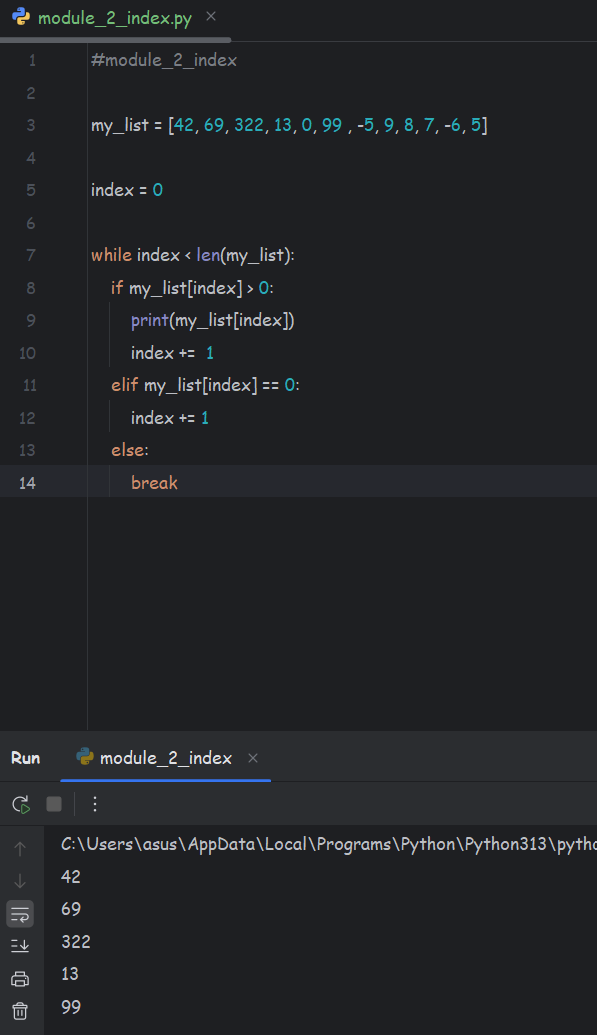 module_2_index.py
1 #module_2_index
2
3 my_list = [42, 69, 322, 13, 0, 99 , -5, 9, 8, 7, -6, 5]
4
5 index = 0
6
7 while index < len(my_list):
8 if my_list[index] > 0:
9 print(my_list[index])
10 index +=  1
11 elif my_list[index] == 0:
12 index += 1
13 else:
14 break
Run module_2_index
C:\Users\asus\AppData\Local\Programs\Python\Python313\pytho
42
69
322
13
99